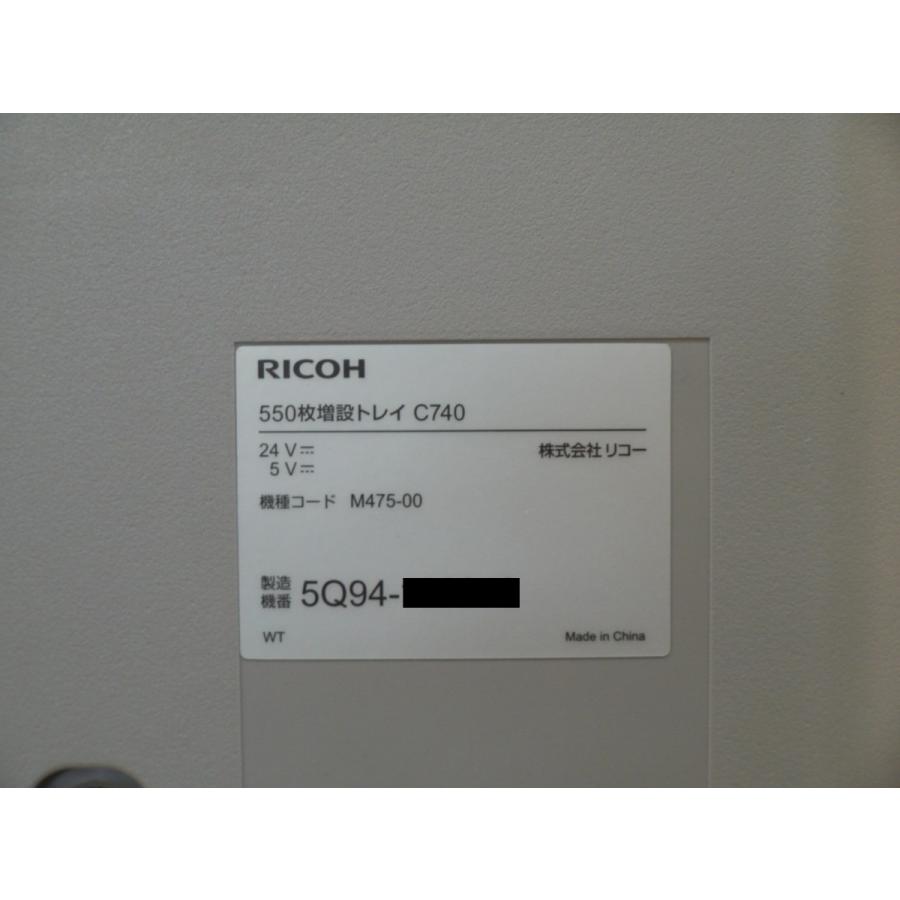 RICOH
550枚増設トレイ C740
24 V⎓ 株式会社 リコー
5 V⎓
機種コード M475-00
製造
機番 5Q94-
WT Made in China